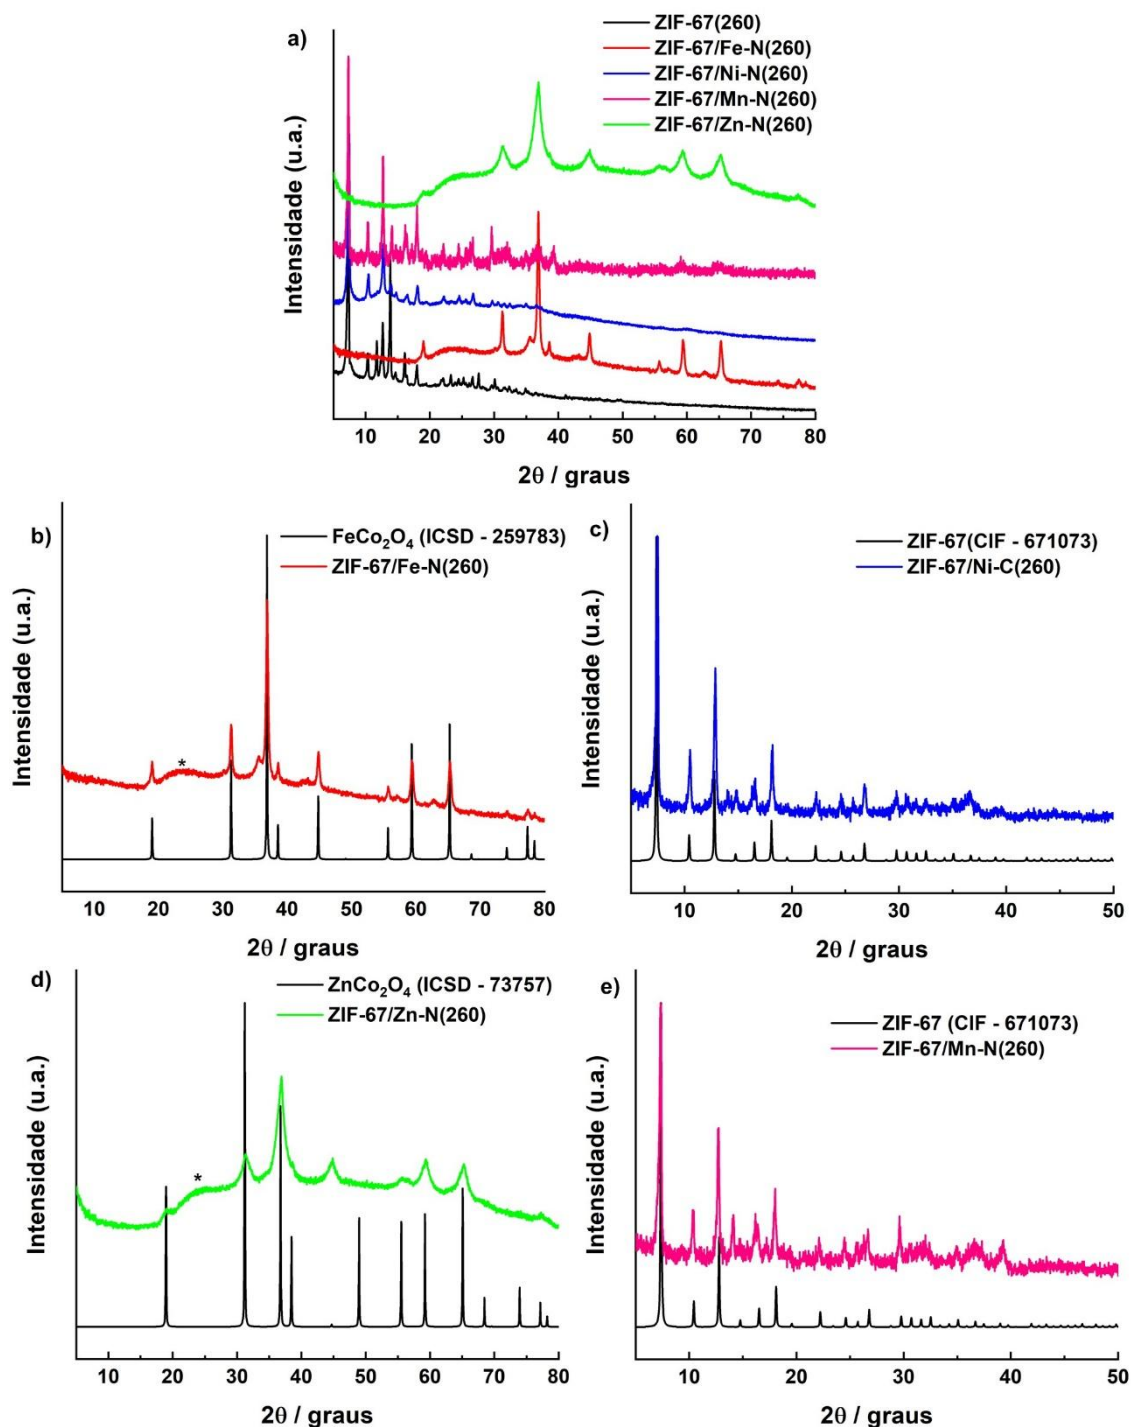 a)
ZIF-67(260)
ZIF-67/Fe-N(260)
ZIF-67/Ni-N(260)
ZIF-67/Mn-N(260)
ZIF-67/Zn-N(260)
Intensidade (u.a.)
10 20 30 40 50 60 70 80
2θ / graus
b)
FeCo₂O₄ (ICSD - 259783)
ZIF-67/Fe-N(260)
*
Intensidade (u.a.)
10 20 30 40 50 60 70 80
2θ / graus
c)
ZIF-67(CIF - 671073)
ZIF-67/Ni-C(260)
Intensidade (u.a.)
10 20 30 40 50
2θ / graus
d)
ZnCo₂O₄ (ICSD - 73757)
ZIF-67/Zn-N(260)
*
Intensidade (u.a.)
10 20 30 40 50 60 70 80
2θ / graus
e)
ZIF-67 (CIF - 671073)
ZIF-67/Mn-N(260)
Intensidade (u.a.)
10 20 30 40 50
2θ / graus